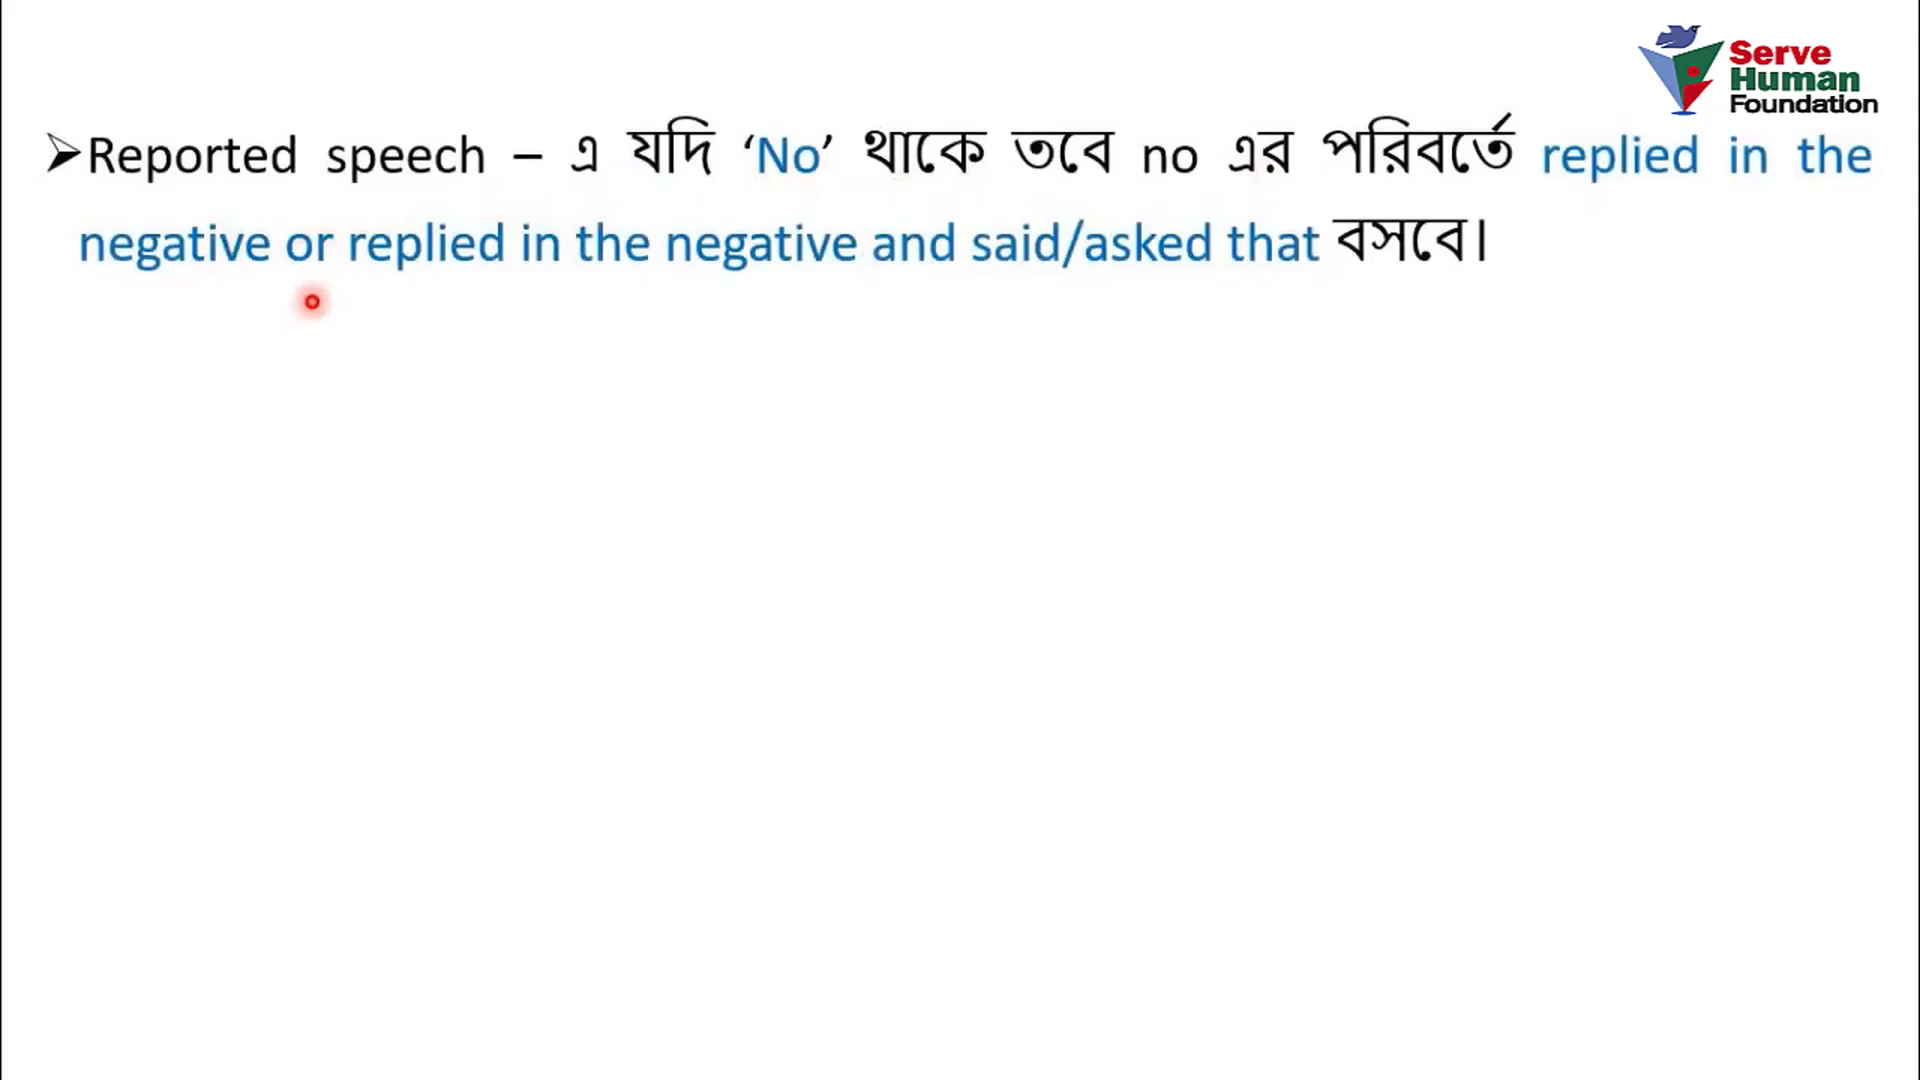 Serve
Human
Foundation
➢Reported speech – এ যদি ‘No’ থাকে তবে no এর পরিবর্তে replied in the
negative or replied in the negative and said/asked that বসবে।